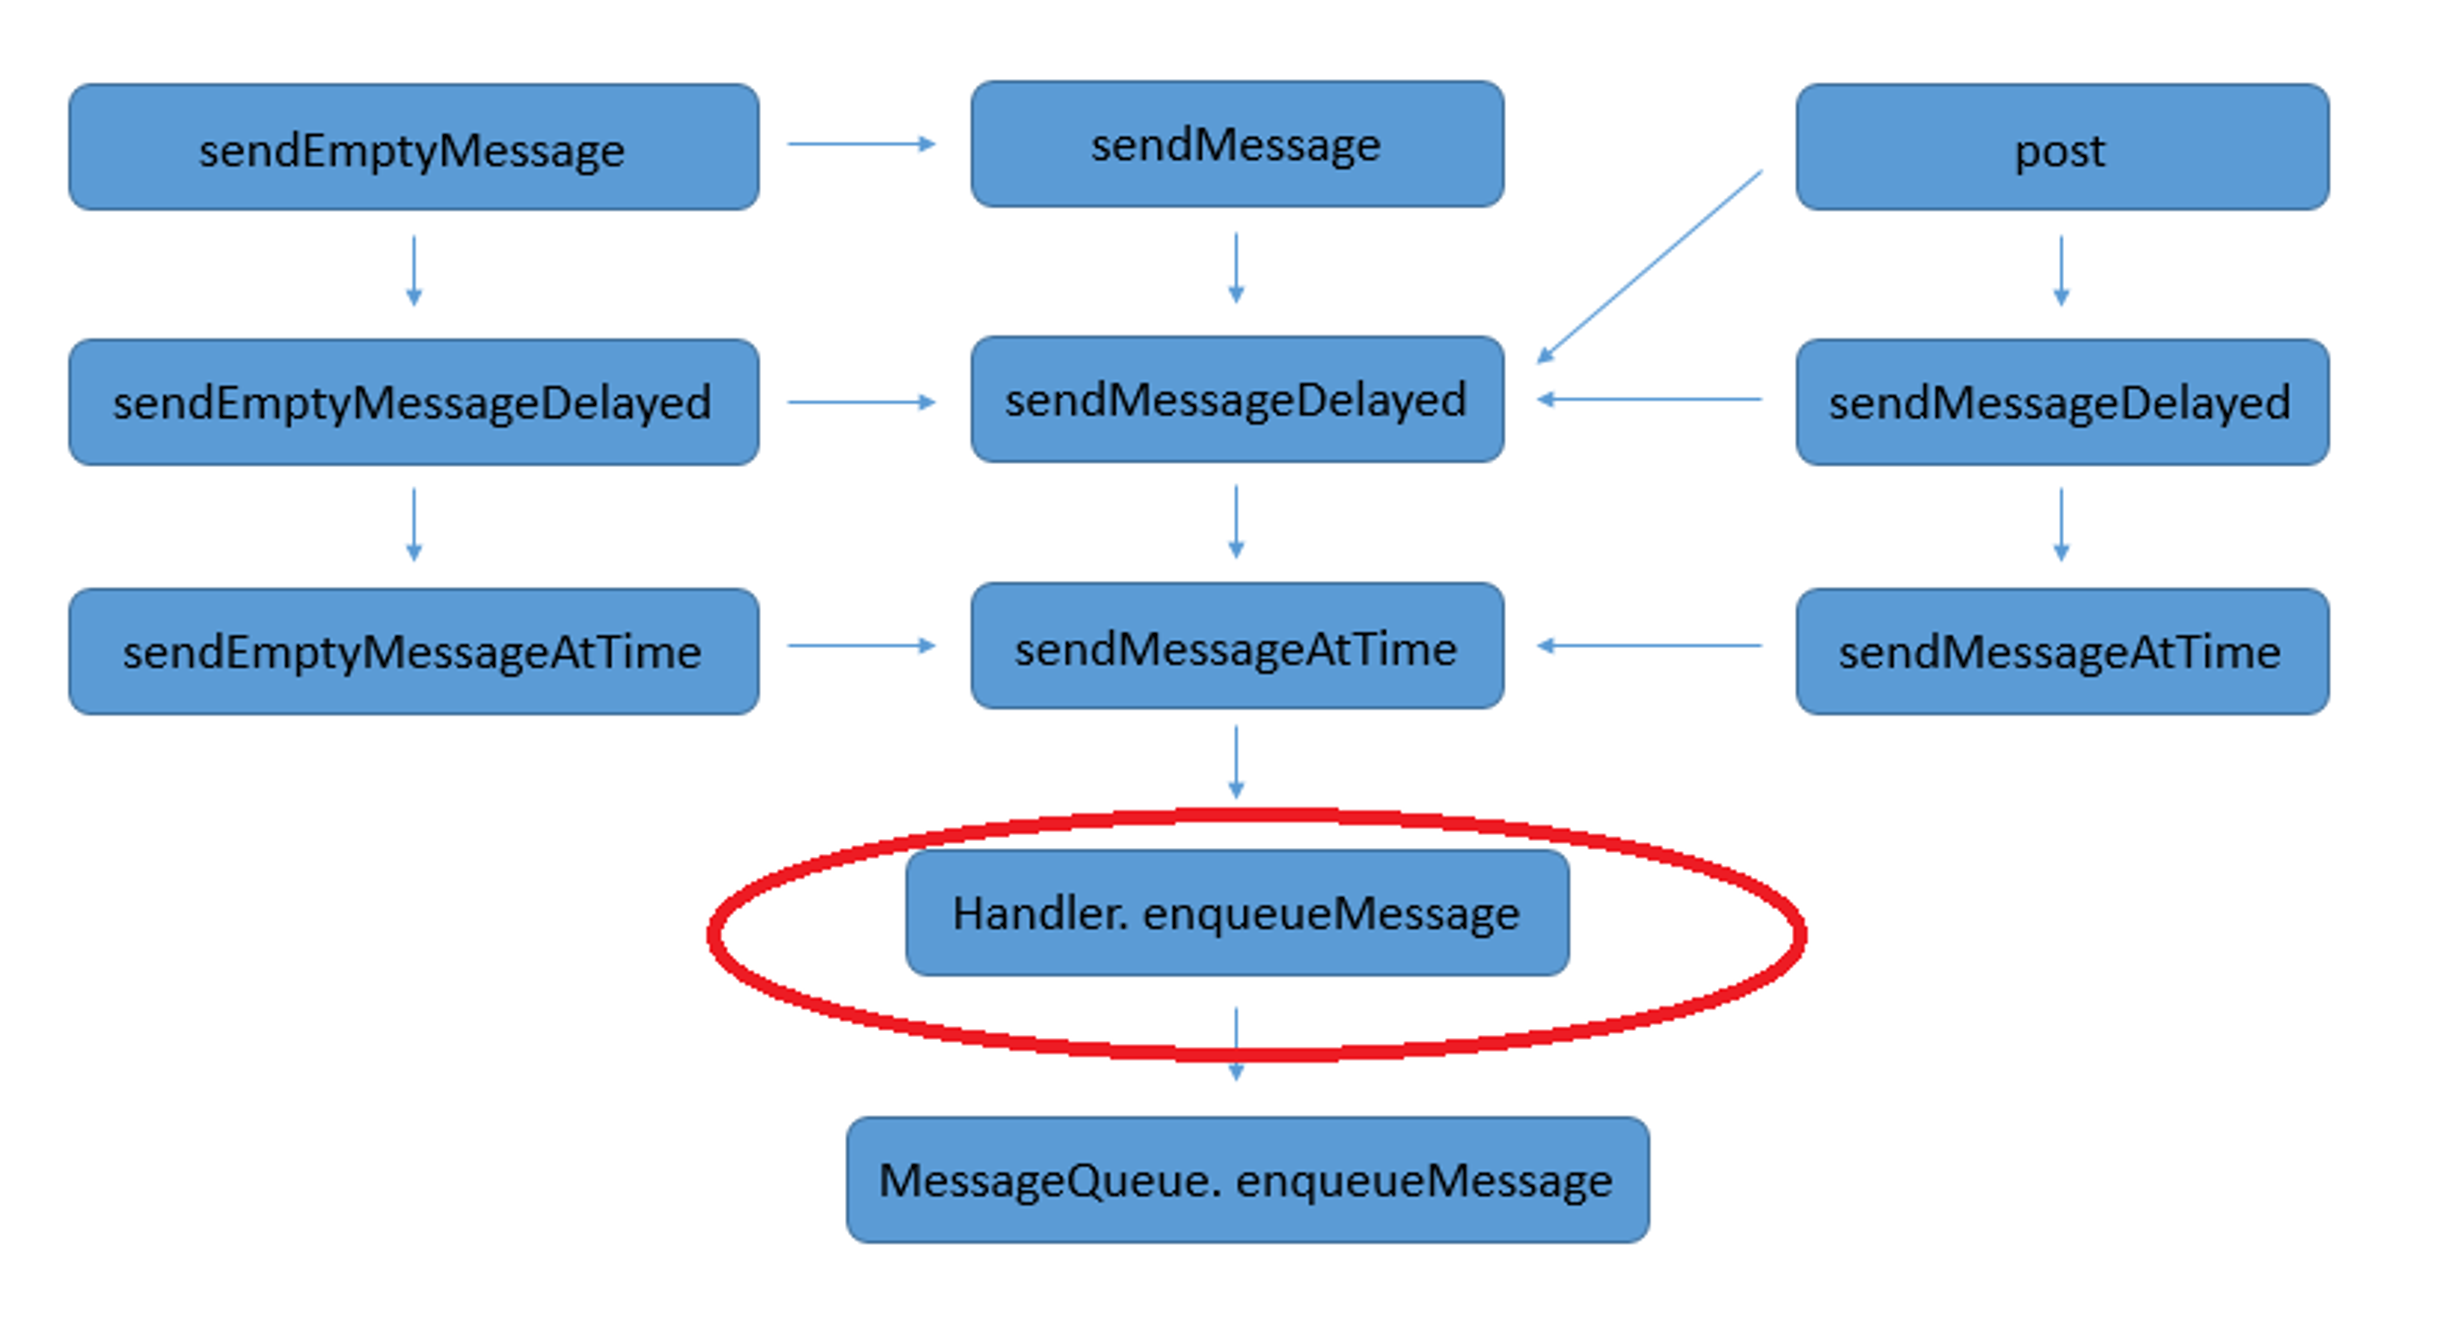 sendEmptyMessage
sendMessage
post
sendEmptyMessageDelayed
sendMessageDelayed
sendMessageDelayed
sendEmptyMessageAtTime
sendMessageAtTime
sendMessageAtTime
Handler. enqueueMessage
MessageQueue. enqueueMessage